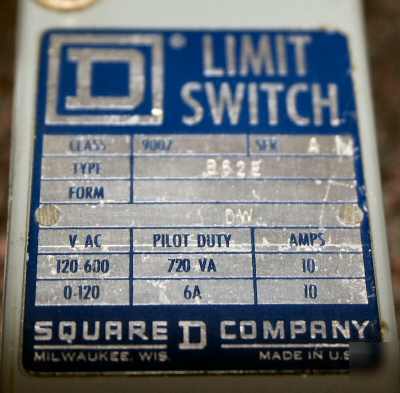 D ® LIMIT
SWITCH
CLASS 9007 SER A
TYPE B62E
FORM
DW
V AC PILOT DUTY AMPS
120-600 720 VA 10
0-120 6A 10
SQUARE D COMPANY
MILWAUKEE, WIS. MADE IN U.S.